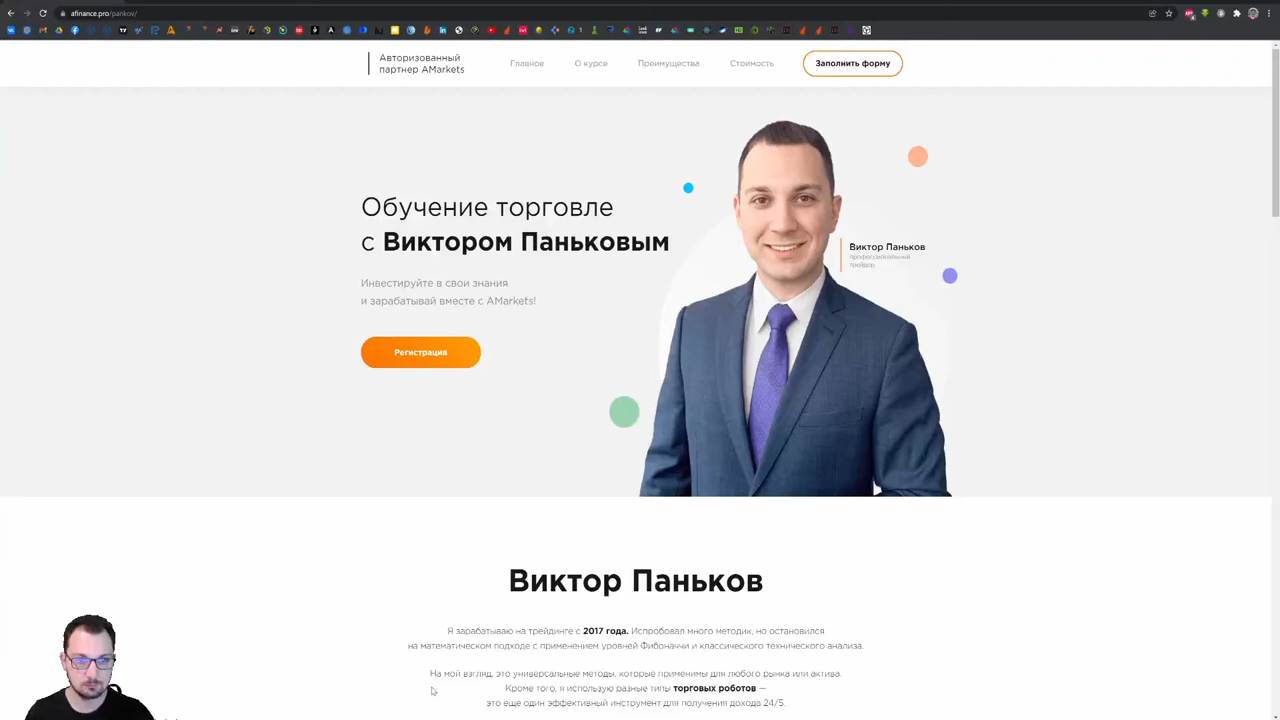 afinance.pro/pankov/
Авторизованный
партнер AMarkets
Главное
О курсе
Преимущества
Стоимость
Заполнить форму
Обучение торговле
с Виктором Паньковым
Инвестируйте в свои знания
и зарабатывай вместе с AMarkets!
Регистрация
Виктор Паньков
профессиональный
трейдер
Виктор Паньков
Я зарабатываю на трейдинге с 2017 года. Испробовал много методик, но остановился
на математическом подходе с применением уровней Фибоначчи и классического технического анализа.
На мой взгляд, это универсальные методы, которые применимы для любого рынка или актива.
Кроме того, я использую разные типы торговых роботов —
это еще один эффективный инструмент для получения дохода 24/5.